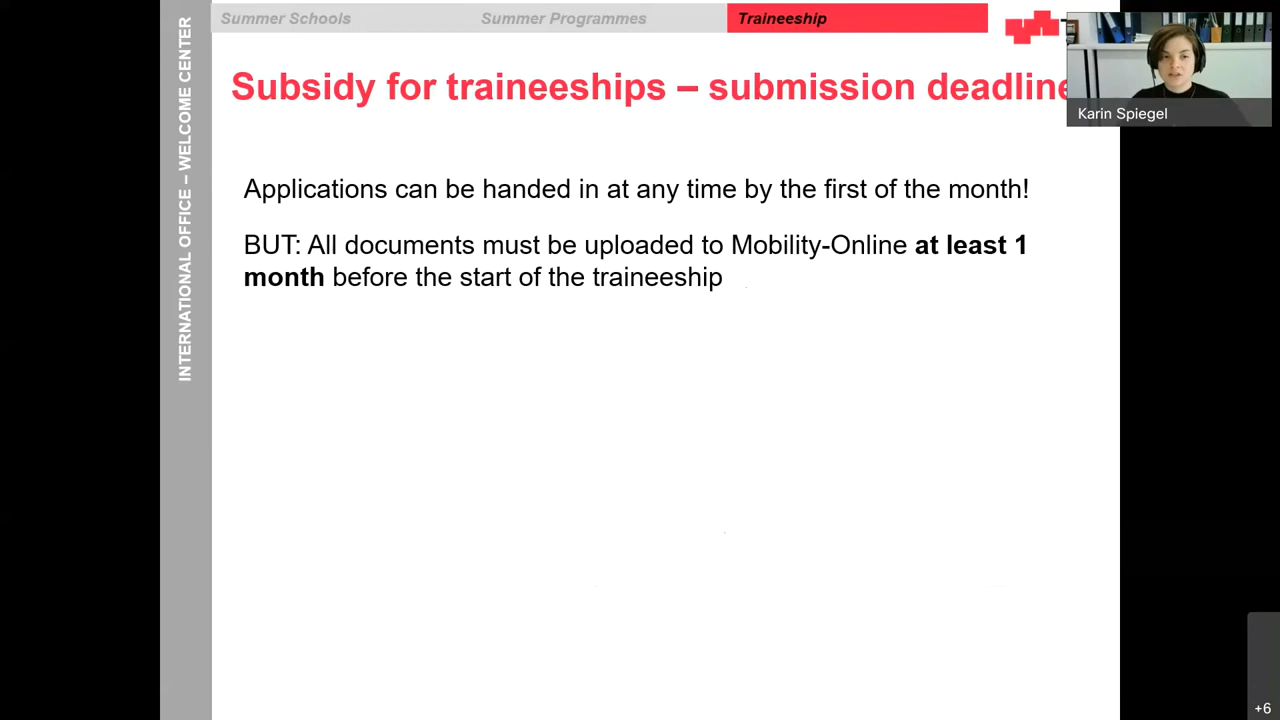 Summer Schools
Summer Programmes
Traineeship
INTERNATIONAL OFFICE – WELCOME CENTER
Subsidy for traineeships – submission deadline
Karin Spiegel
Applications can be handed in at any time by the first of the month!
BUT: All documents must be uploaded to Mobility-Online at least 1
month before the start of the traineeship
+6